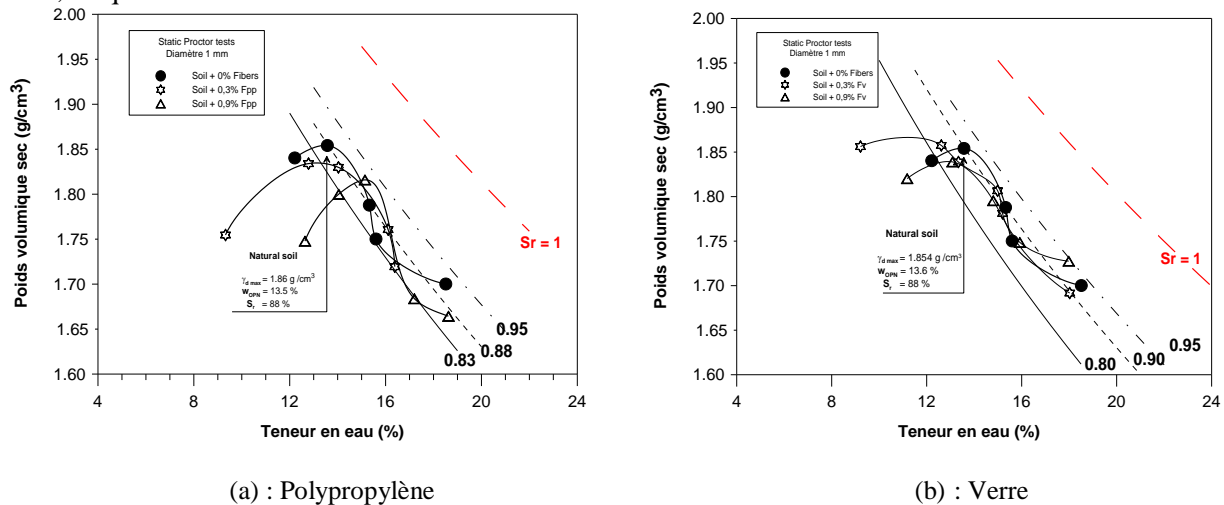 2.00
1.95
1.90
1.85
1.80
1.75
1.70
1.65
1.60
Poids volumique sec (g/cm³)
Static Proctor tests
Diamètre 1 mm
Soil + 0% Fibers
Soil + 0,3% Fpp
Soil + 0,9% Fpp
Natural soil
γd max = 1.86 g /cm³
wOPN = 13.5 %
Sr = 88 %
Sr = 1
0.95
0.88
0.83
4 8 12 16 20 24
Teneur en eau (%)
(a) : Polypropylène
2.00
1.95
1.90
1.85
1.80
1.75
1.70
1.65
1.60
Poids volumique sec (g/cm³)
Static Proctor tests
Diamètre 1 mm
Soil + 0% Fibers
Soil + 0,3% Fv
Soil + 0,9% Fv
Natural soil
γd max = 1.854 g /cm³
wOPN = 13.6 %
Sr = 88 %
Sr = 1
0.95
0.90
0.80
4 8 12 16 20 24
Teneur en eau (%)
(b) : Verre